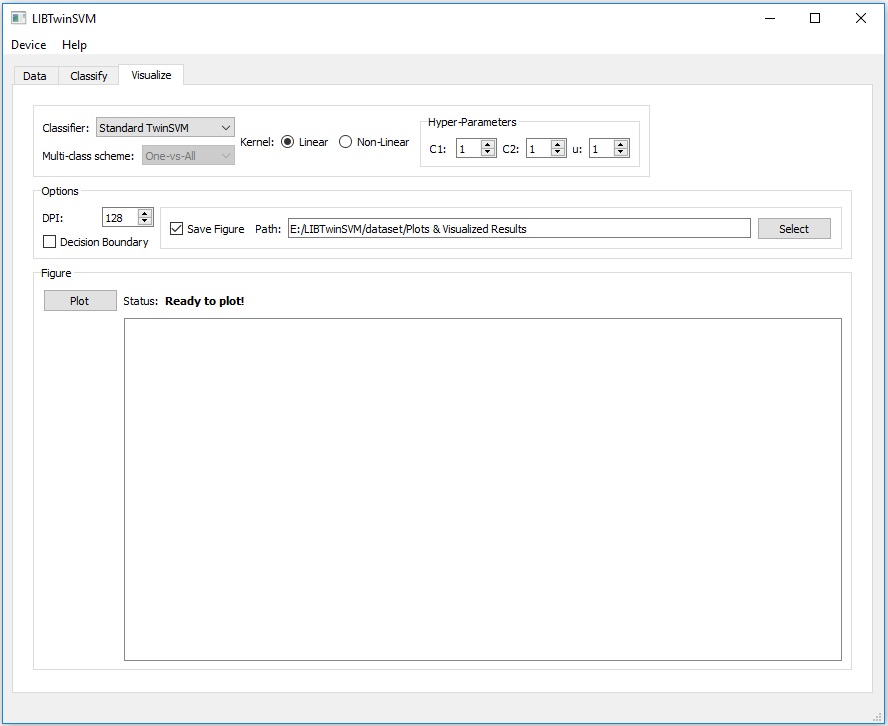 LIBTwinSVM
Device Help
Data Classify Visualize
Classifier: Standard TwinSVM
Multi-class scheme: One-vs-All
Kernel: Linear Non-Linear
Hyper-Parameters
C1: 1 C2: 1 u: 1
Options
DPI: 128
Decision Boundary
Save Figure Path: E:/LIBTwinSVM/dataset/Plots & Visualized Results Select
Figure
Plot Status: Ready to plot!